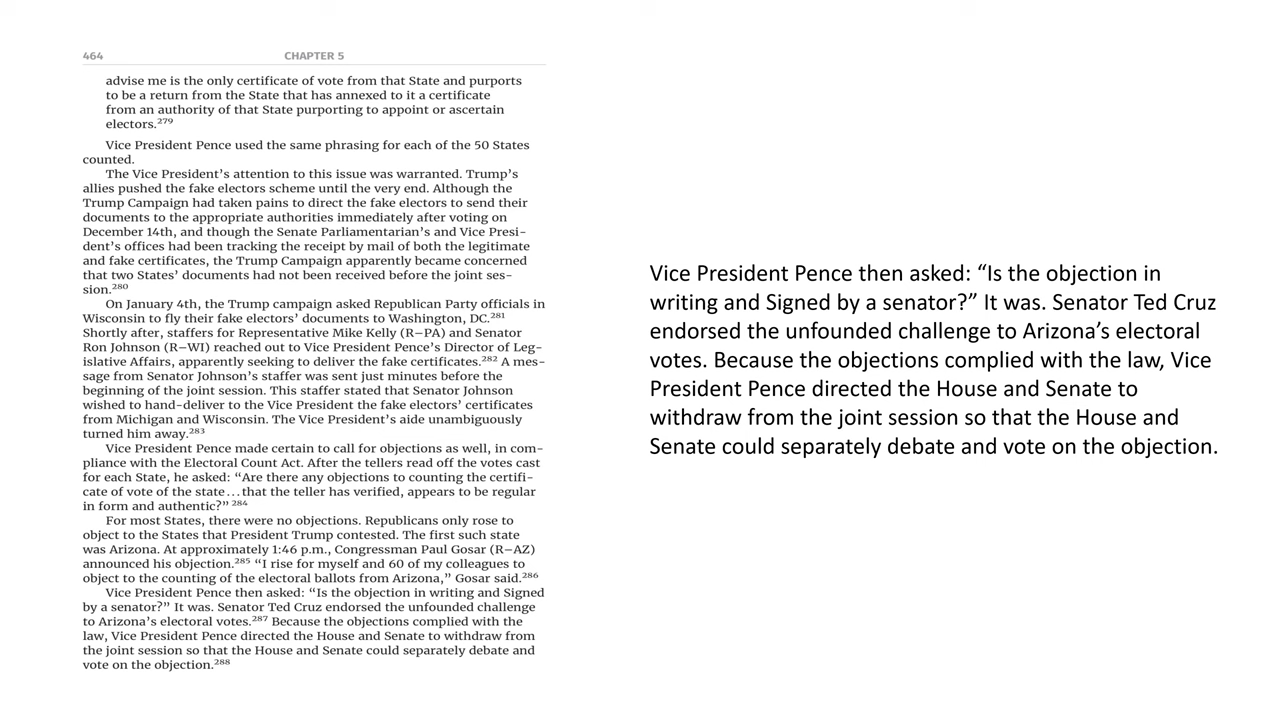 464
CHAPTER 5
advise me is the only certificate of vote from that State and purports
to be a return from the State that has annexed to it a certificate
from an authority of that State purporting to appoint or ascertain
electors.279
Vice President Pence used the same phrasing for each of the 50 States
counted.
The Vice President’s attention to this issue was warranted. Trump’s
allies pushed the fake electors scheme until the very end. Although the
Trump Campaign had taken pains to direct the fake electors to send their
documents to the appropriate authorities immediately after voting on
December 14th, and though the Senate Parliamentarian’s and Vice Presi-
dent’s offices had been tracking the receipt by mail of both the legitimate
and fake certificates, the Trump Campaign apparently became concerned
that two States’ documents had not been received before the joint ses-
sion.280
On January 4th, the Trump campaign asked Republican Party officials in
Wisconsin to fly their fake electors’ documents to Washington, DC.281
Shortly after, staffers for Representative Mike Kelly (R–PA) and Senator
Ron Johnson (R–WI) reached out to Vice President Pence’s Director of Leg-
islative Affairs, apparently seeking to deliver the fake certificates.282 A mes-
sage from Senator Johnson’s staffer was sent just minutes before the
beginning of the joint session. This staffer stated that Senator Johnson
wished to hand-deliver to the Vice President the fake electors’ certificates
from Michigan and Wisconsin. The Vice President’s aide unambiguously
turned him away.283
Vice President Pence made certain to call for objections as well, in com-
pliance with the Electoral Count Act. After the tellers read off the votes cast
for each State, he asked: “Are there any objections to counting the certifi-
cate of vote of the state . . . that the teller has verified, appears to be regular
in form and authentic?” 284
For most States, there were no objections. Republicans only rose to
object to the States that President Trump contested. The first such state
was Arizona. At approximately 1:46 p.m., Congressman Paul Gosar (R–AZ)
announced his objection.285 “I rise for myself and 60 of my colleagues to
object to the counting of the electoral ballots from Arizona,” Gosar said.286
Vice President Pence then asked: “Is the objection in writing and Signed
by a senator?” It was. Senator Ted Cruz endorsed the unfounded challenge
to Arizona’s electoral votes.287 Because the objections complied with the
law, Vice President Pence directed the House and Senate to withdraw from
the joint session so that the House and Senate could separately debate and
vote on the objection.288
Vice President Pence then asked: “Is the objection in
writing and Signed by a senator?” It was. Senator Ted Cruz
endorsed the unfounded challenge to Arizona’s electoral
votes. Because the objections complied with the law, Vice
President Pence directed the House and Senate to
withdraw from the joint session so that the House and
Senate could separately debate and vote on the objection.